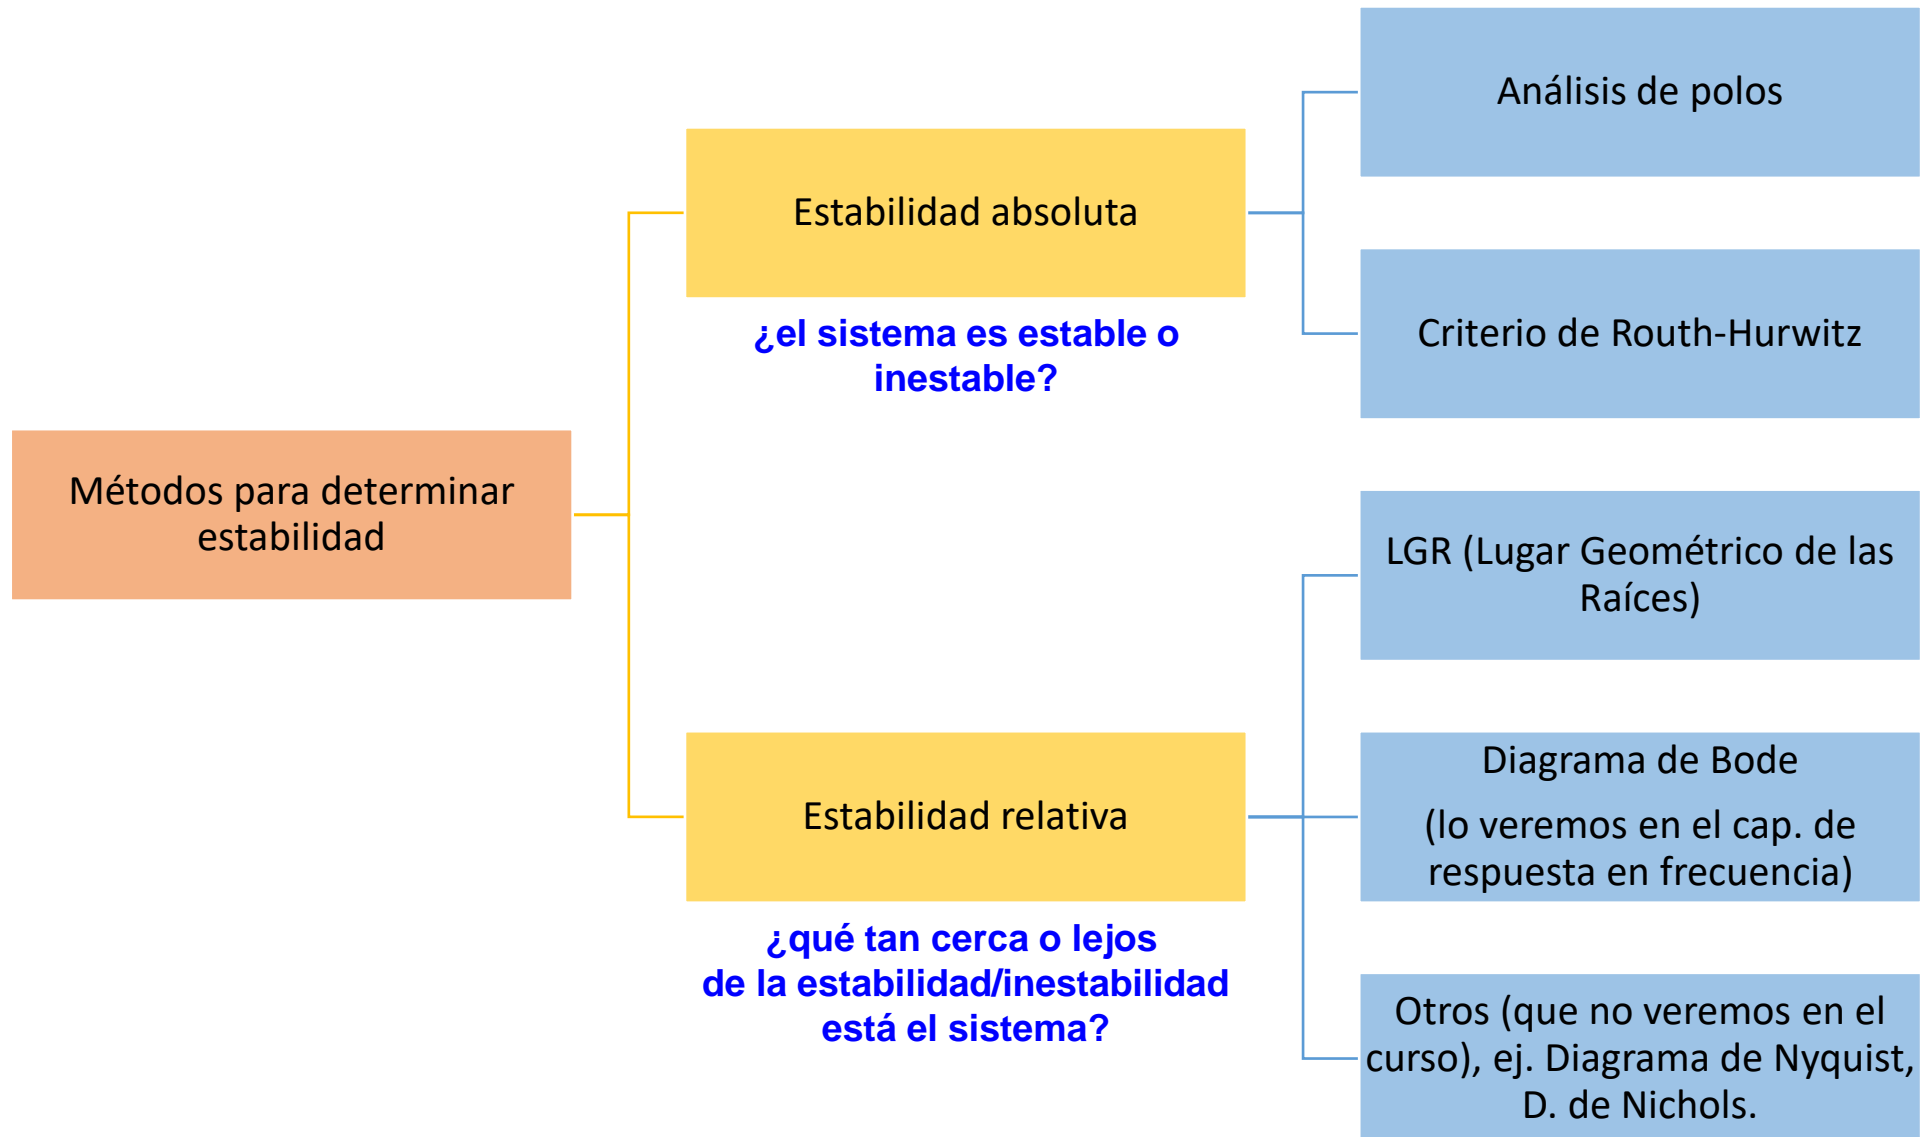 Métodos para determinar
estabilidad
Estabilidad absoluta
¿el sistema es estable o
inestable?
Análisis de polos
Criterio de Routh-Hurwitz
Estabilidad relativa
¿qué tan cerca o lejos
de la estabilidad/inestabilidad
está el sistema?
LGR (Lugar Geométrico de las
Raíces)
Diagrama de Bode
(lo veremos en el cap. de
respuesta en frecuencia)
Otros (que no veremos en el
curso), ej. Diagrama de Nyquist,
D. de Nichols.